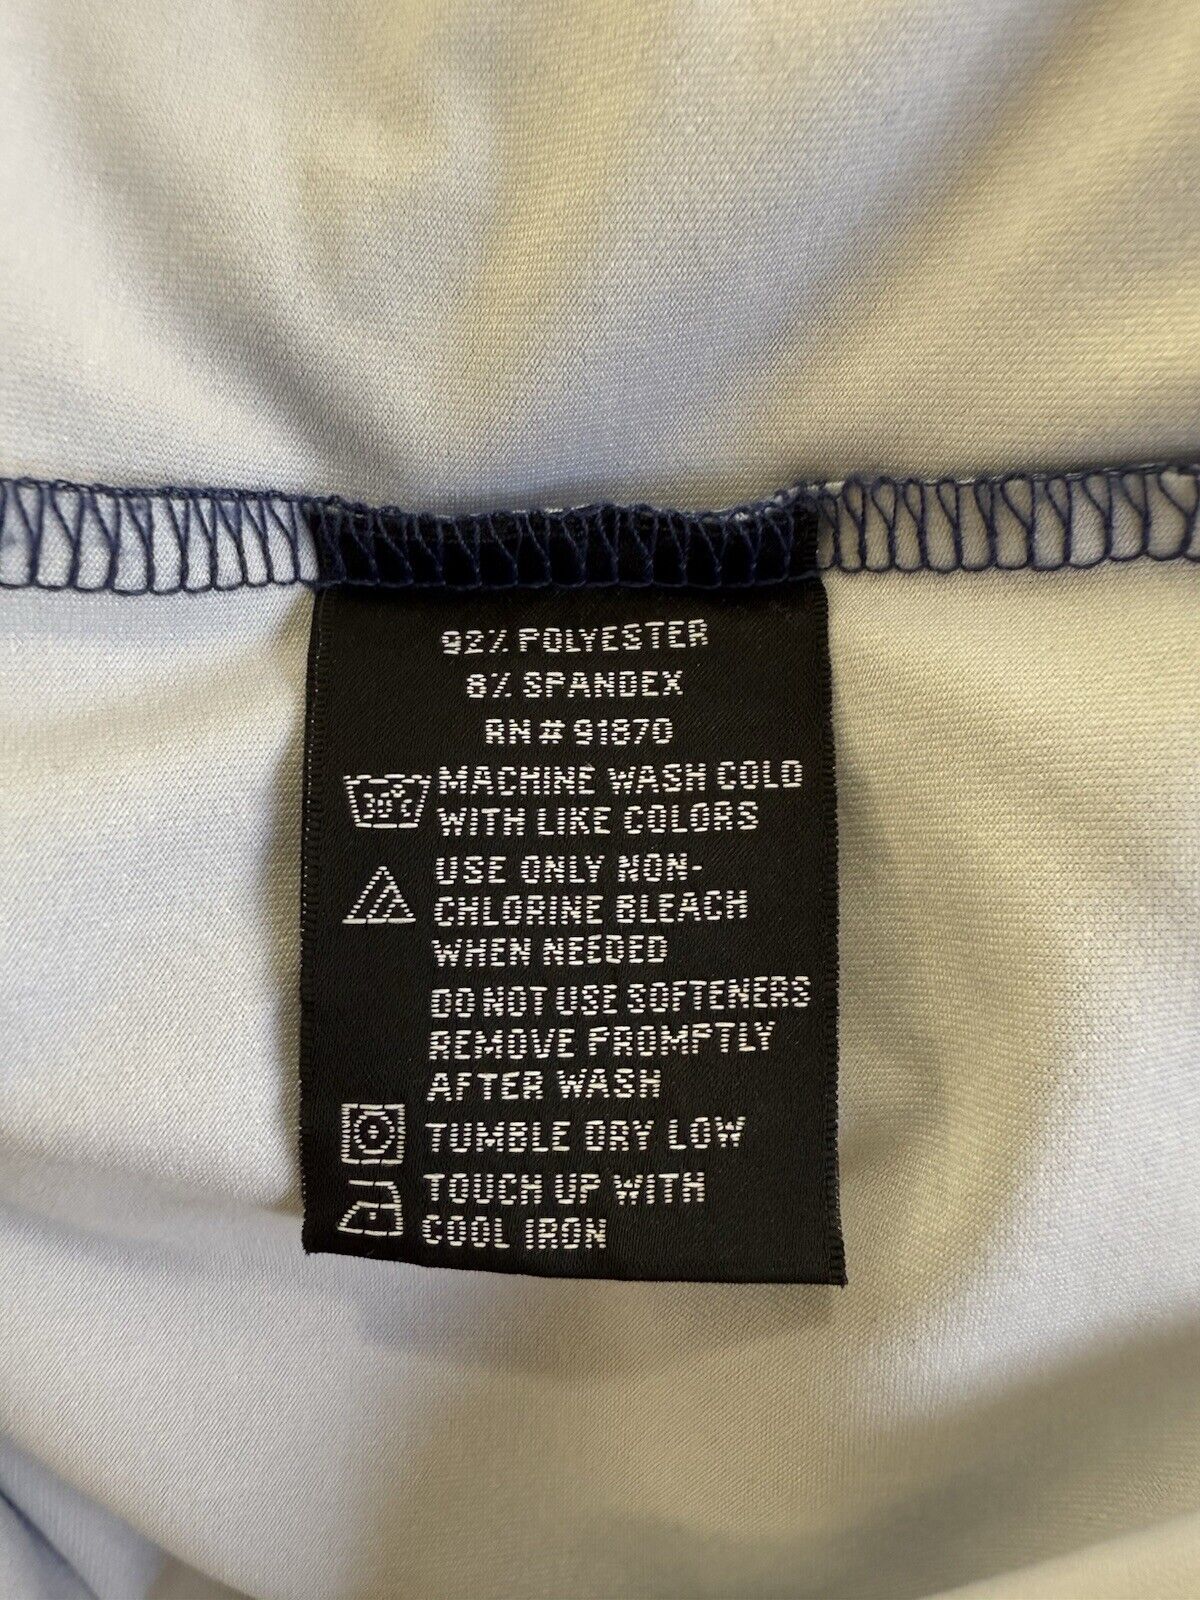 92% POLYESTER
8% SPANDEX
RN # 91870
30°C
MACHINE WASH COLD
WITH LIKE COLORS
USE ONLY NON-
CHLORINE BLEACH
WHEN NEEDED
DO NOT USE SOFTENERS
REMOVE PROMPTLY
AFTER WASH
TUMBLE DRY LOW
TOUCH UP WITH
COOL IRON